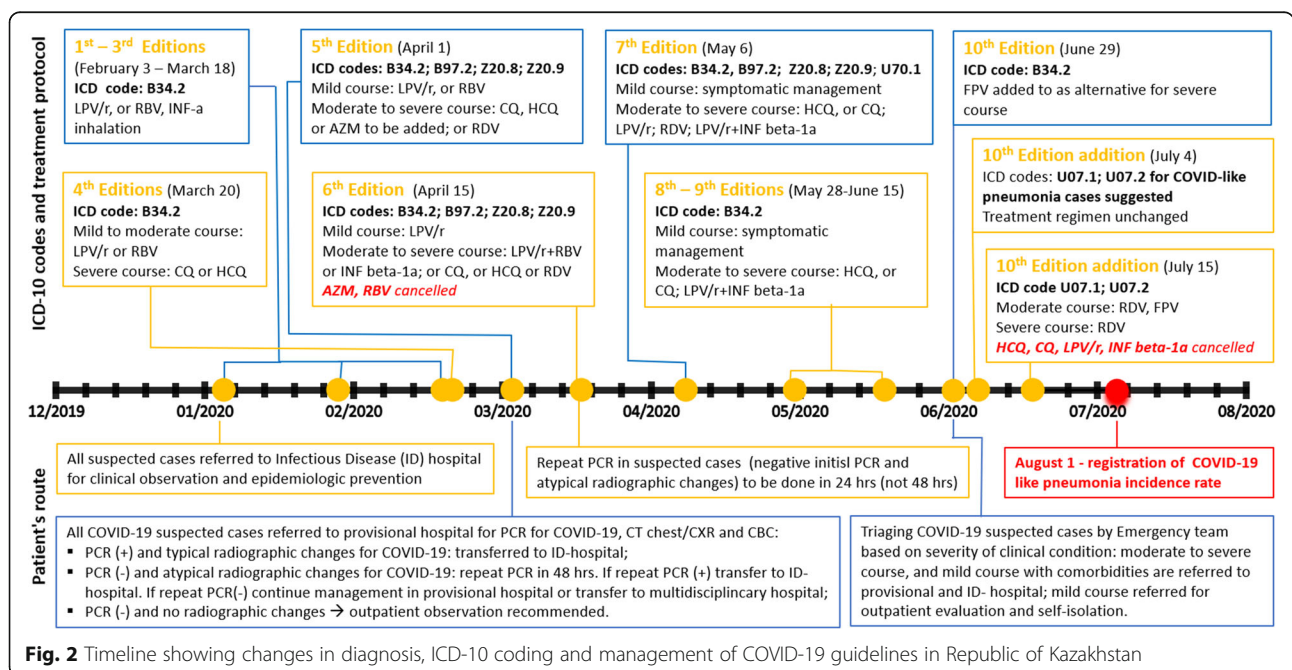 ICD-10 codes and treatment protocol
1st – 3rd Editions
(February 3 – March 18)
ICD code: B34.2
LPV/r, or RBV, INF-a
inhalation
5th Edition (April 1)
ICD codes: B34.2; B97.2; Z20.8; Z20.9
Mild course: LPV/r, or RBV
Moderate to severe course: CQ, HCQ
or AZM to be added; or RDV
7th Edition (May 6)
ICD codes: B34.2, B97.2; Z20.8; Z20.9; U70.1
Mild course: symptomatic management
Moderate to severe course: HCQ, or CQ;
LPV/r; RDV; LPV/r+INF beta-1a
10th Edition (June 29)
ICD code: B34.2
FPV added to as alternative for severe
course
4th Editions (March 20)
ICD code: B34.2
Mild to moderate course:
LPV/r or RBV
Severe course: CQ or HCQ
6th Edition (April 15)
ICD codes: B34.2; B97.2; Z20.8; Z20.9
Mild course: LPV/r
Moderate to severe course: LPV/r+RBV
or INF beta-1a; or CQ, or HCQ or RDV
AZM, RBV cancelled
8th – 9th Editions (May 28-June 15)
ICD code: B34.2
Mild course: symptomatic
management
Moderate to severe course: HCQ, or
CQ; LPV/r+INF beta-1a
10th Edition addition (July 4)
ICD codes: U07.1; U07.2 for COVID-like
pneumonia cases suggested
Treatment regimen unchanged
10th Edition addition (July 15)
ICD code U07.1; U07.2
Moderate course: RDV, FPV
Severe course: RDV
HCQ, CQ, LPV/r, INF beta-1a cancelled
12/2019 01/2020 02/2020 03/2020 04/2020 05/2020 06/2020 07/2020 08/2020
Patient's route
All suspected cases referred to Infectious Disease (ID) hospital
for clinical observation and epidemiologic prevention
Repeat PCR in suspected cases (negative initisl PCR and
atypical radiographic changes) to be done in 24 hrs (not 48 hrs)
August 1 - registration of COVID-19
like pneumonia incidence rate
All COVID-19 suspected cases referred to provisional hospital for PCR for COVID-19, CT chest/CXR and CBC:
▪ PCR (+) and typical radiographic changes for COVID-19: transferred to ID-hospital;
▪ PCR (-) and atypical radiographic changes for COVID-19: repeat PCR in 48 hrs. If repeat PCR (+) transfer to ID-
hospital. If repeat PCR(-) continue management in provisional hospital or transfer to multidisciplincary hospital;
▪ PCR (-) and no radiographic changes → outpatient observation recommended.
Triaging COVID-19 suspected cases by Emergency team
based on severity of clinical condition: moderate to severe
course, and mild course with comorbidities are referred to
provisional and ID- hospital; mild course referred for
outpatient evaluation and self-isolation.
Fig. 2 Timeline showing changes in diagnosis, ICD-10 coding and management of COVID-19 guidelines in Republic of Kazakhstan